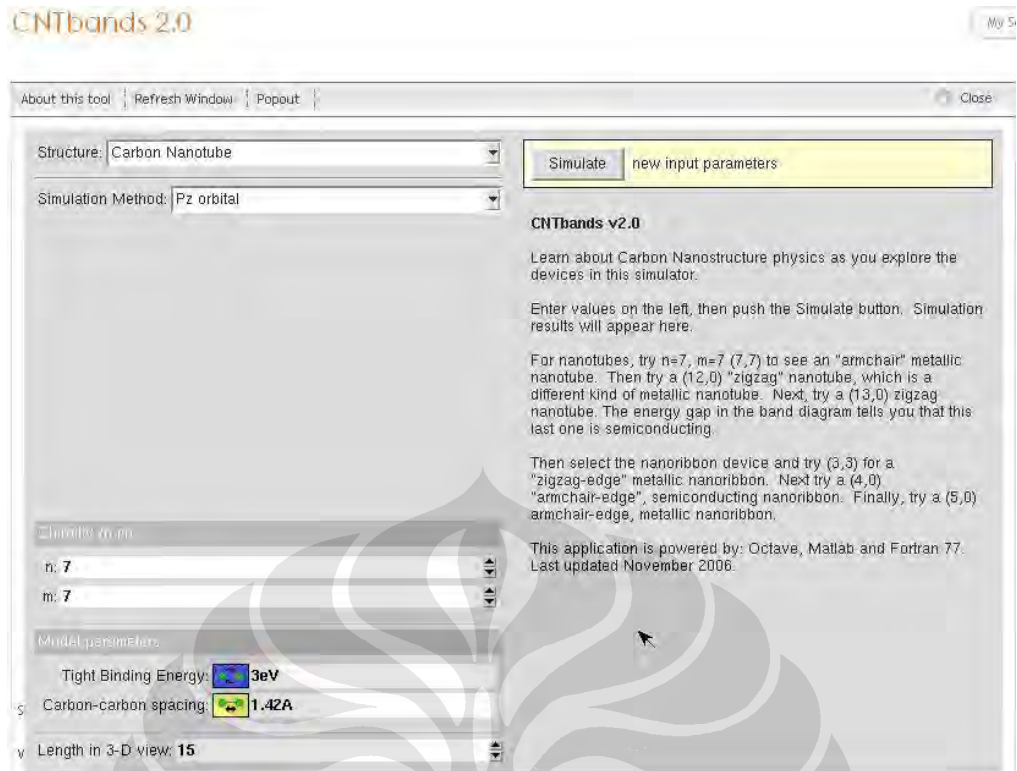 CNTbands 2.0
My S
About this tool
Refresh Window
Popout
Close
Structure: Carbon Nanotube
Simulation Method: Pz orbital
Chirality (n,m)
n: 7
m: 7
Model parameters
Tight Binding Energy: 3eV
Carbon-carbon spacing: 1.42A
S
v
Length in 3-D view: 15
Simulate new input parameters
CNTbands v2.0
Learn about Carbon Nanostructure physics as you explore the
devices in this simulator.
Enter values on the left, then push the Simulate button. Simulation
results will appear here.
For nanotubes, try n=7, m=7 (7,7) to see an "armchair" metallic
nanotube. Then try a (12,0) "zigzag" nanotube, which is a
different kind of metallic nanotube. Next, try a (13,0) zigzag
nanotube. The energy gap in the band diagram tells you that this
last one is semiconducting.
Then select the nanoribbon device and try (3,3) for a
"zigzag-edge" metallic nanoribbon. Next try a (4,0)
"armchair-edge", semiconducting nanoribbon. Finally, try a (5,0)
armchair-edge, metallic nanoribbon.
This application is powered by: Octave, Matlab and Fortran 77.
Last updated November 2006.